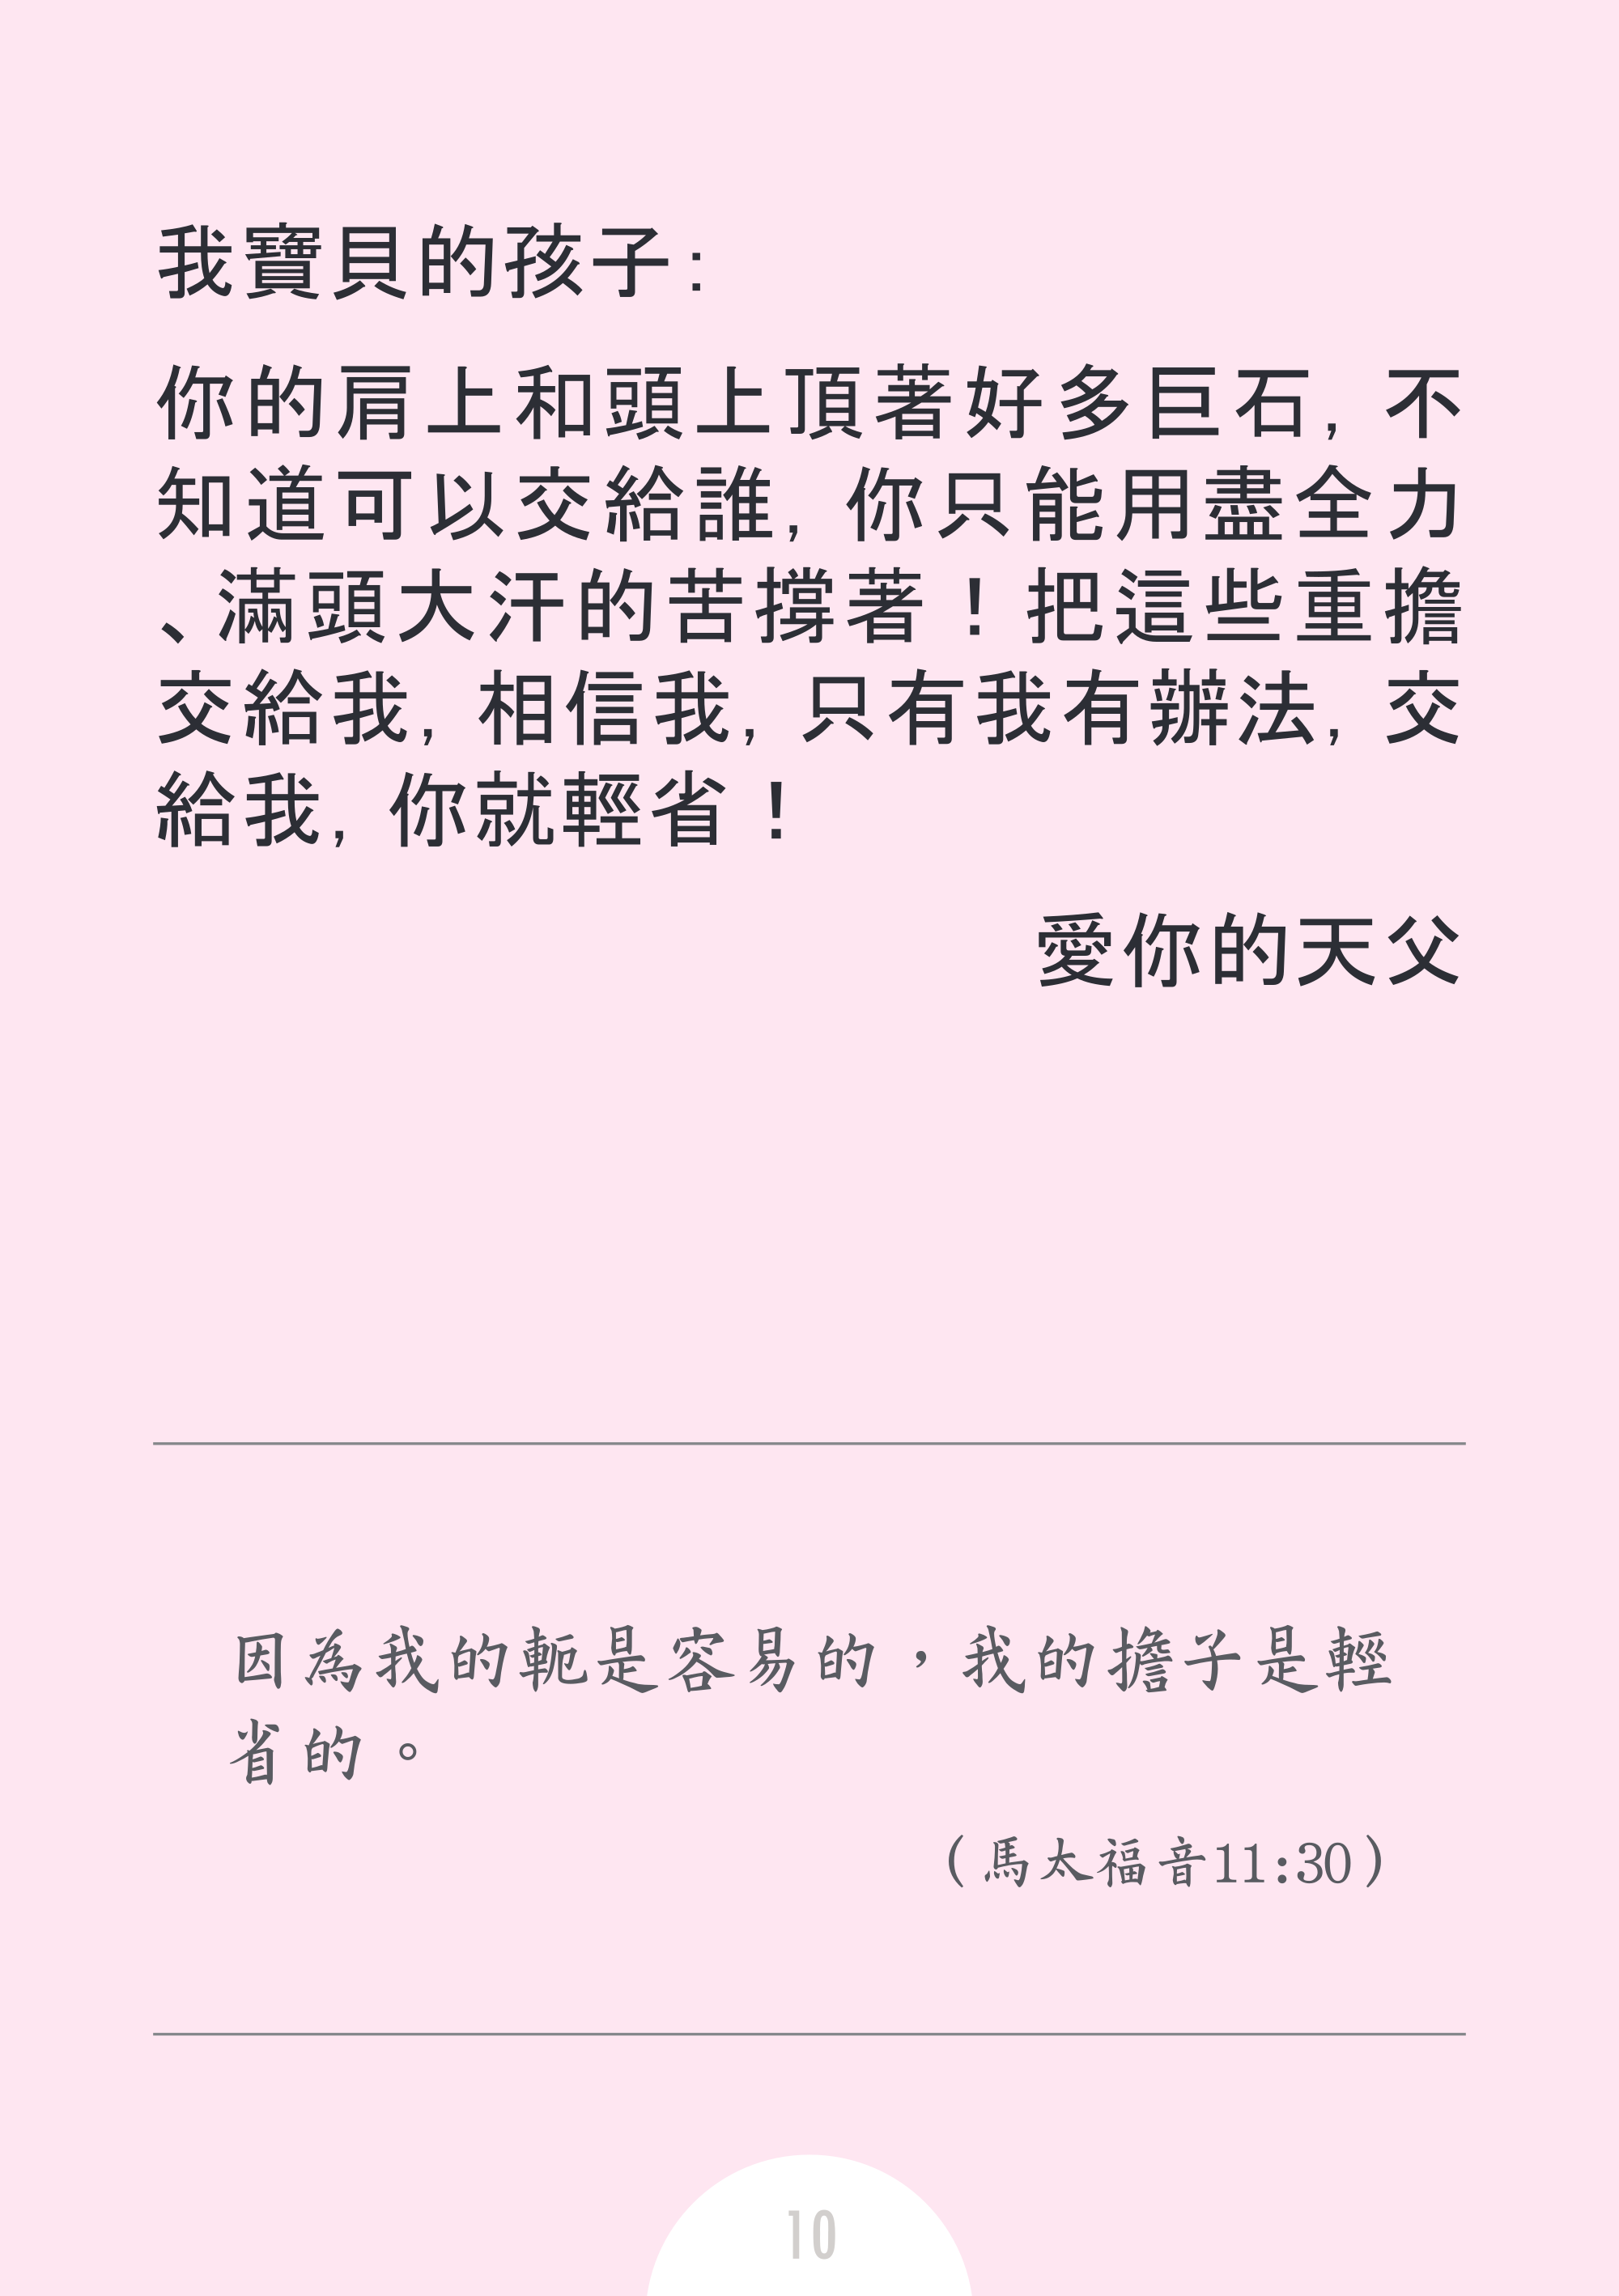 我寶貝的孩子：
你的肩上和頭上頂著好多巨石，不
知道可以交給誰，你只能用盡全力
、滿頭大汗的苦撐著！把這些重擔
交給我，相信我，只有我有辦法，交
給我，你就輕省！
愛你的天父
因為我的軛是容易的，我的擔子是輕
省的。
（馬太福音11:30）
10